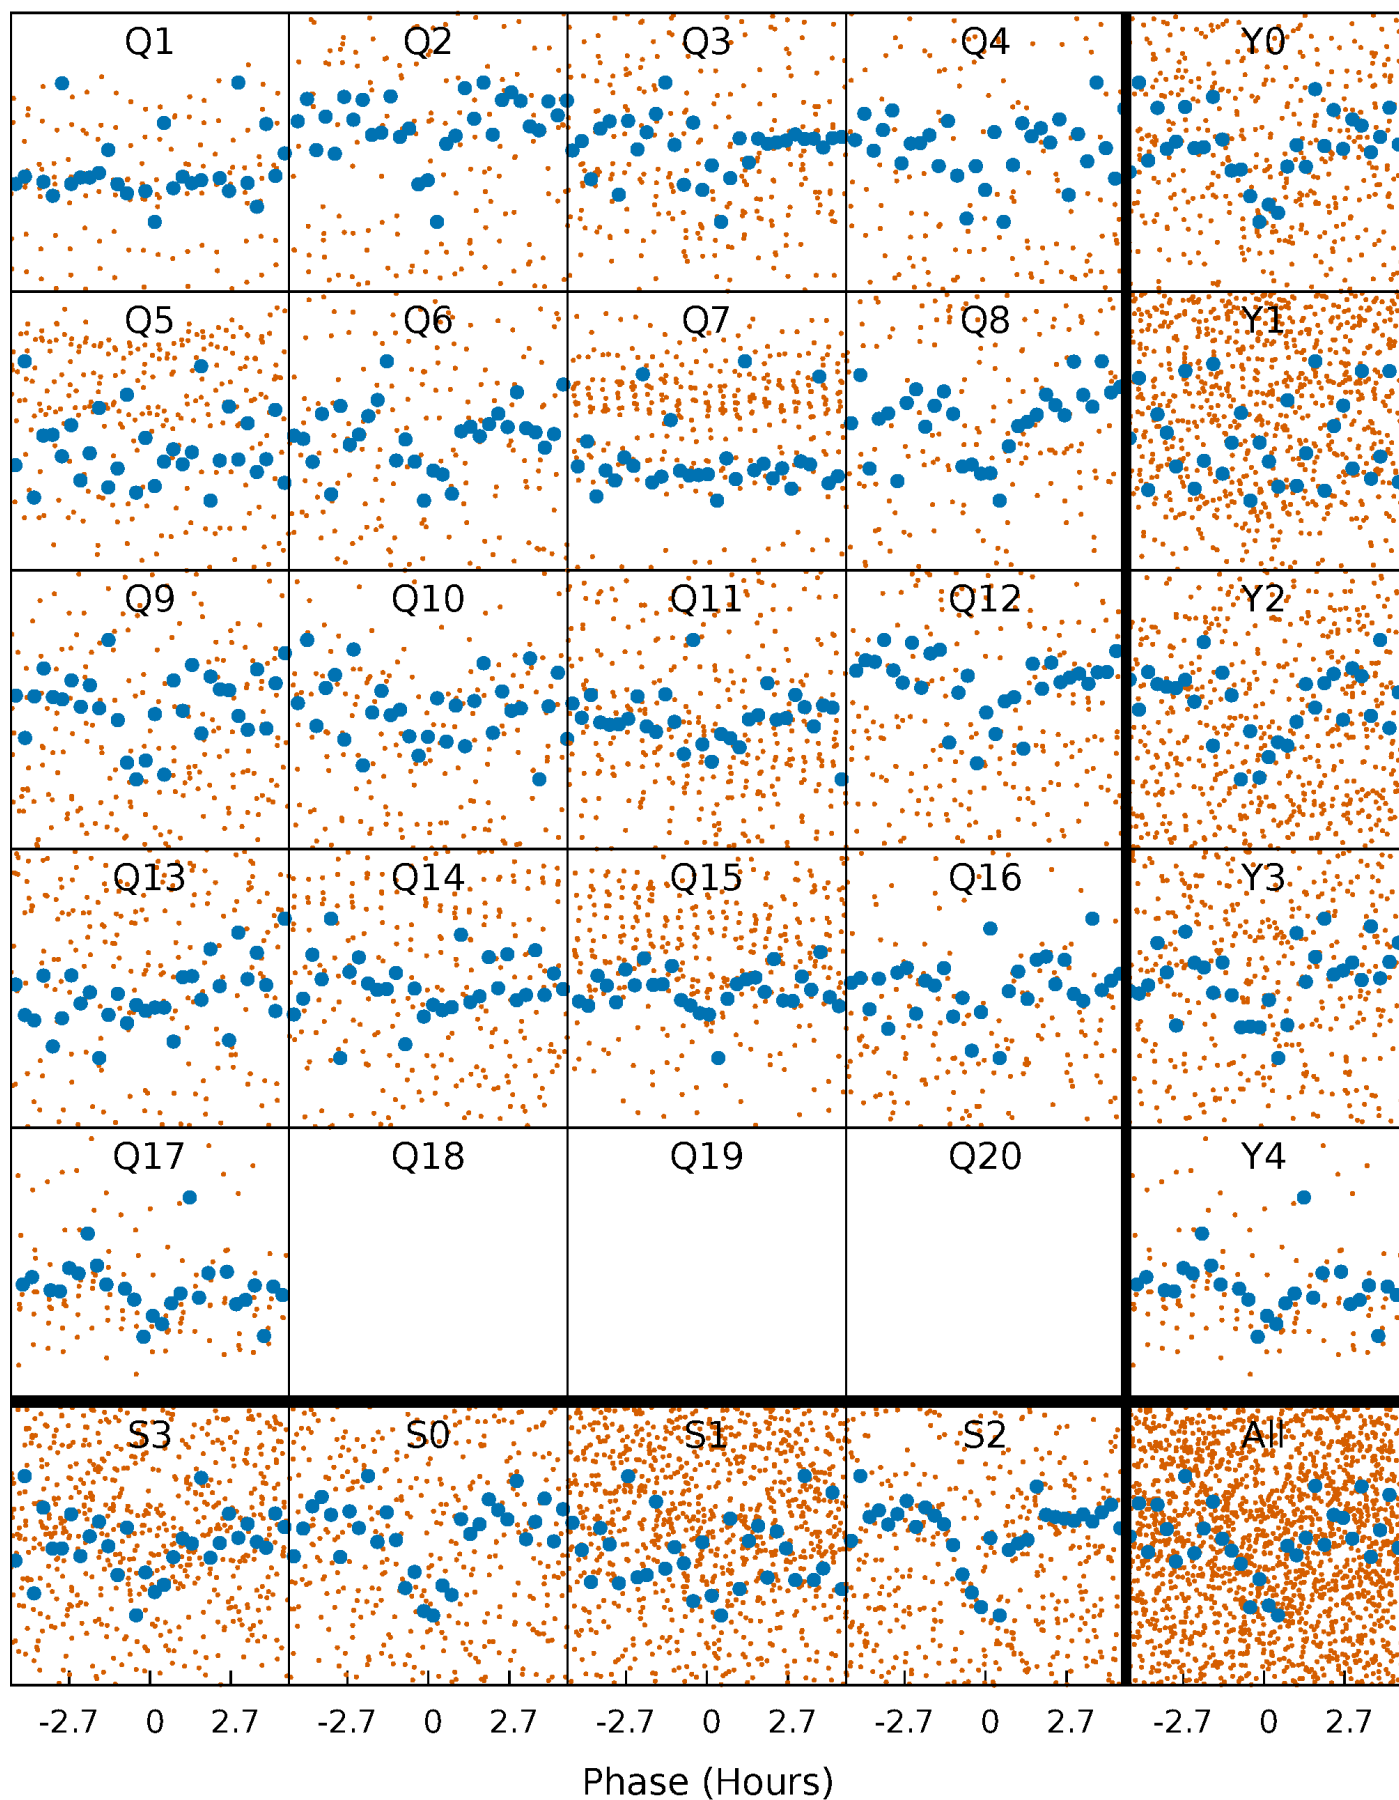 Q1 Q2 Q3 Q4 Y0
Q5 Q6 Q7 Q8 Y1
Q9 Q10 Q11 Q12 Y2
Q13 Q14 Q15 Q16 Y3
Q17 Q18 Q19 Q20 Y4
S3 S0 S1 S2 All
-2.7 0 2.7 -2.7 0 2.7 -2.7 0 2.7 -2.7 0 2.7 -2.7 0 2.7
Phase (Hours)